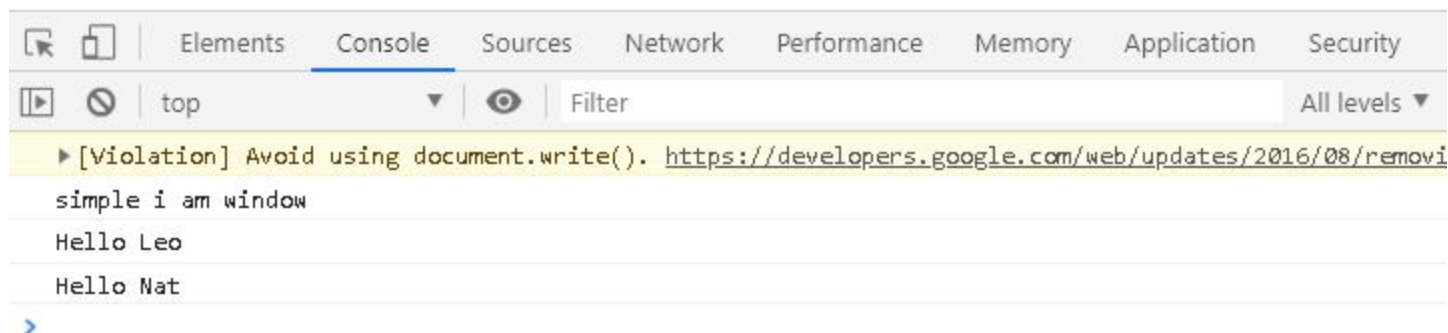 Elements Console Sources Network Performance Memory Application Security
top Filter All levels
[Violation] Avoid using document.write(). https://developers.google.com/web/updates/2016/08/removi
simple i am window
Hello Leo
Hello Nat